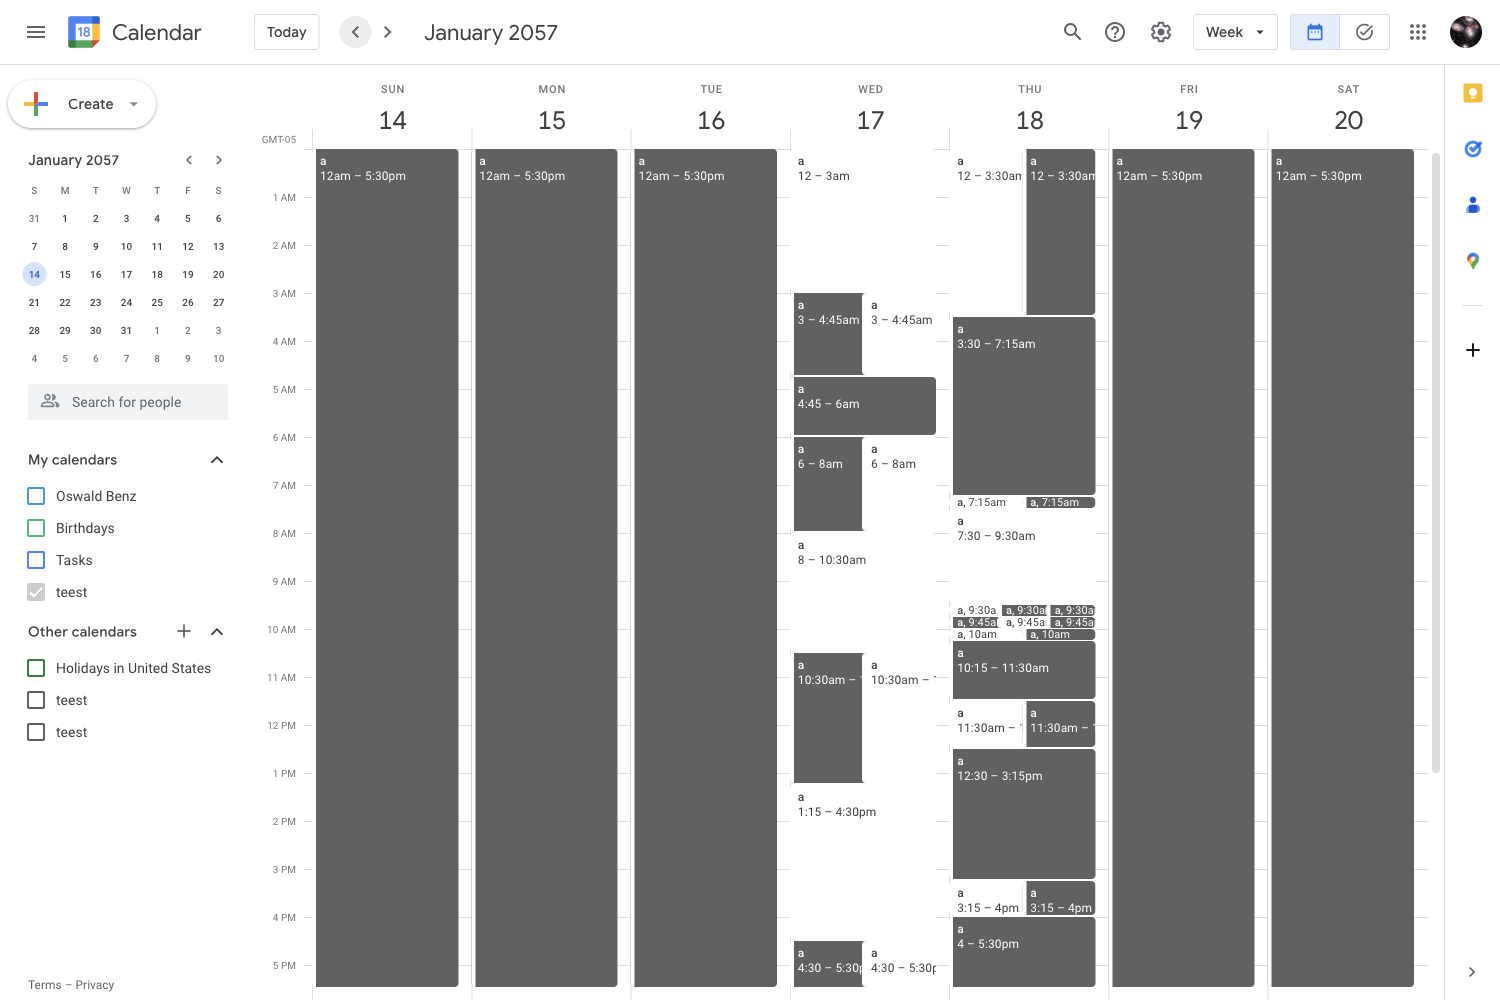 18 Calendar
Today
January 2057
Week
Create
January 2057
S M T W T F S
31 1 2 3 4 5 6
7 8 9 10 11 12 13
14 15 16 17 18 19 20
21 22 23 24 25 26 27
28 29 30 31 1 2 3
4 5 6 7 8 9 10
Search for people
My calendars
Oswald Benz
Birthdays
Tasks
teest
Other calendars
Holidays in United States
teest
teest
Terms – Privacy
GMT-05
SUN MON TUE WED THU FRI SAT
14 15 16 17 18 19 20
1 AM
2 AM
3 AM
4 AM
5 AM
6 AM
7 AM
8 AM
9 AM
10 AM
11 AM
12 PM
1 PM
2 PM
3 PM
4 PM
5 PM
a
12am – 5:30pm
a
12am – 5:30pm
a
12am – 5:30pm
a
12 – 3am
a
3 – 4:45am
a
3 – 4:45am
a
4:45 – 6am
a
6 – 8am
a
6 – 8am
a
8 – 10:30am
a
10:30am –
a
10:30am –
a
1:15 – 4:30pm
a
4:30 – 5:30p
a
4:30 – 5:30p
a
12 – 3:30am
a
12 – 3:30am
a
3:30 – 7:15am
a, 7:15am
a, 7:15am
a
7:30 – 9:30am
a, 9:30a
a, 9:30a
a, 9:30a
a, 9:45a
a, 9:45a
a, 9:45a
a, 10am
a, 10am
a
10:15 – 11:30am
a
11:30am –
a
11:30am –
a
12:30 – 3:15pm
a
3:15 – 4pm
a
3:15 – 4pm
a
4 – 5:30pm
a
12am – 5:30pm
a
12am – 5:30pm